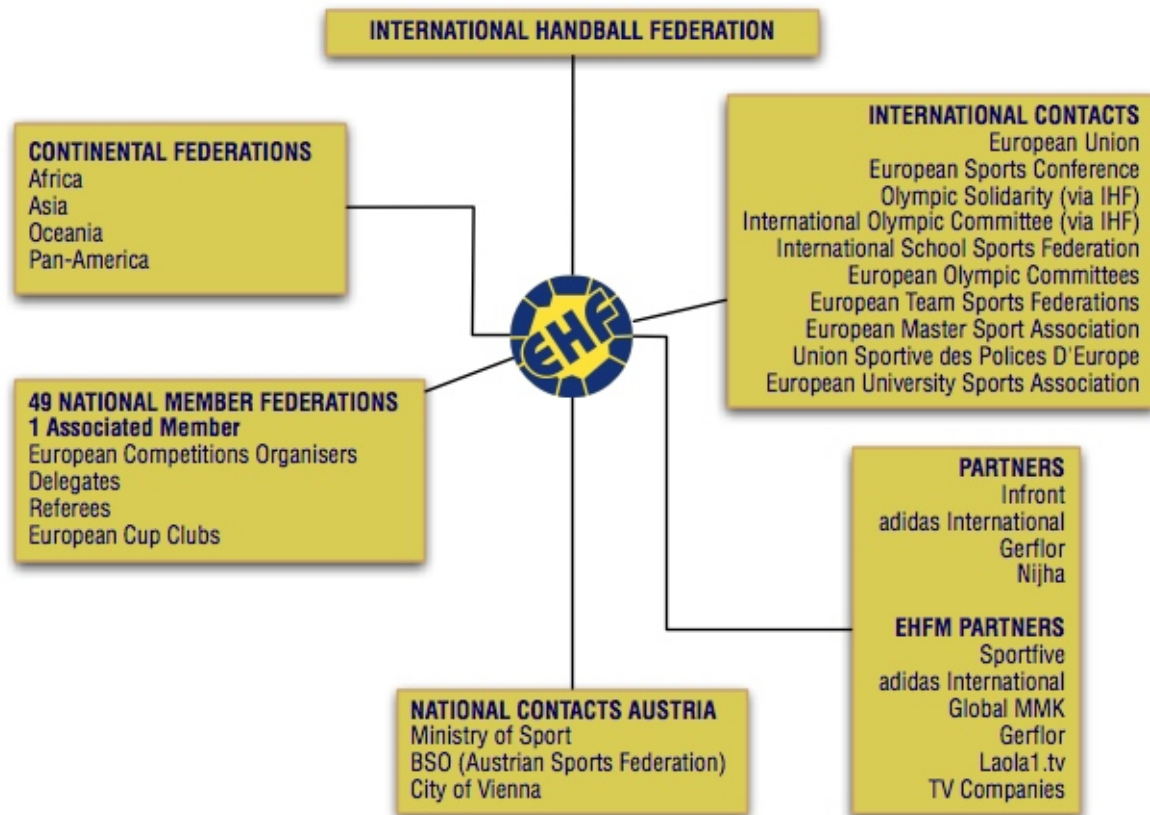 INTERNATIONAL HANDBALL FEDERATION
CONTINENTAL FEDERATIONS
Africa
Asia
Oceania
Pan-America
INTERNATIONAL CONTACTS
European Union
European Sports Conference
Olympic Solidarity (via IHF)
International Olympic Committee (via IHF)
International School Sports Federation
European Olympic Committees
European Team Sports Federations
European Master Sport Association
Union Sportive des Polices D'Europe
European University Sports Association
EHF
49 NATIONAL MEMBER FEDERATIONS
1 Associated Member
European Competitions Organisers
Delegates
Referees
European Cup Clubs
PARTNERS
Infront
adidas International
Gerflor
Nijha
EHFM PARTNERS
Sportfive
adidas International
Global MMK
Gerflor
Laola1.tv
TV Companies
NATIONAL CONTACTS AUSTRIA
Ministry of Sport
BSO (Austrian Sports Federation)
City of Vienna